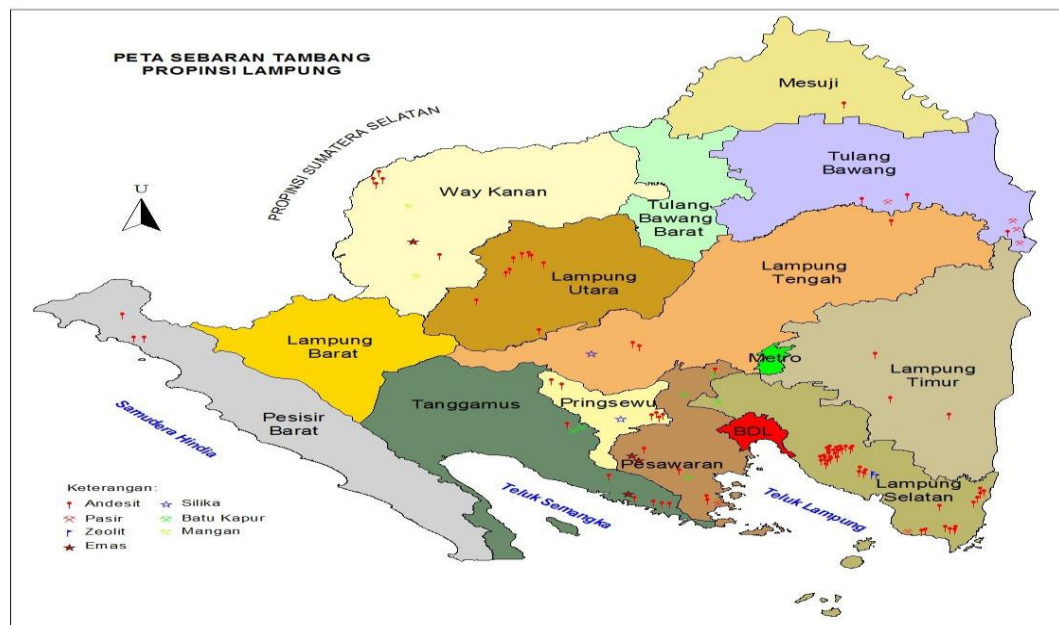 PETA SEBARAN TAMBANG
PROPINSI LAMPUNG
PROPINSI SUMATERA SELATAN
U
Mesuji
Tulang
Bawang
Way Kanan
Tulang
Bawang
Barat
Lampung
Tengah
Lampung
Utara
Lampung
Barat
Metro
Lampung
Timur
Tanggamus
Pringsewu
Pesisir
Barat
BDL
Pesawaran
Samudera Hindia
Teluk Semangka
Teluk Lampung
Lampung
Selatan
Keterangan:
Andesit
Silika
Pasir
Batu Kapur
Zeolit
Mangan
Emas